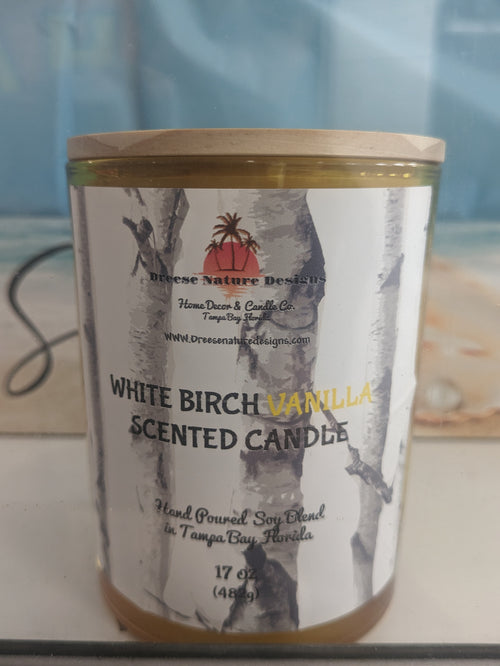 Dreese Nature Designs
Home Decor & Candle Co.
Tampa Bay Florida
www.Dreesenaturedesigns.com
WHITE BIRCH VANILLA
SCENTED CANDLE
Hand Poured Soy Blend
in Tampa Bay Florida
17 oz
(482g)